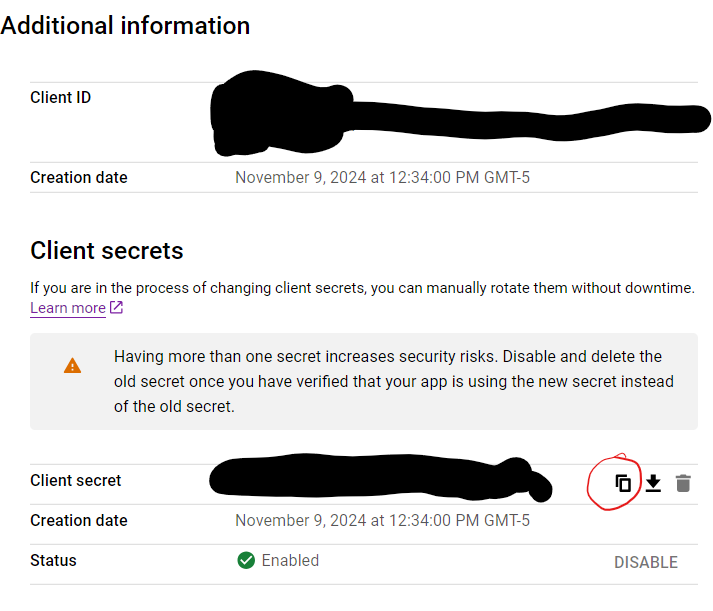 Additional information
Client ID
Creation date November 9, 2024 at 12:34:00 PM GMT-5
Client secrets
If you are in the process of changing client secrets, you can manually rotate them without downtime.
Learn more
Having more than one secret increases security risks. Disable and delete the
old secret once you have verified that your app is using the new secret instead
of the old secret.
Client secret
Creation date November 9, 2024 at 12:34:00 PM GMT-5
Status Enabled DISABLE